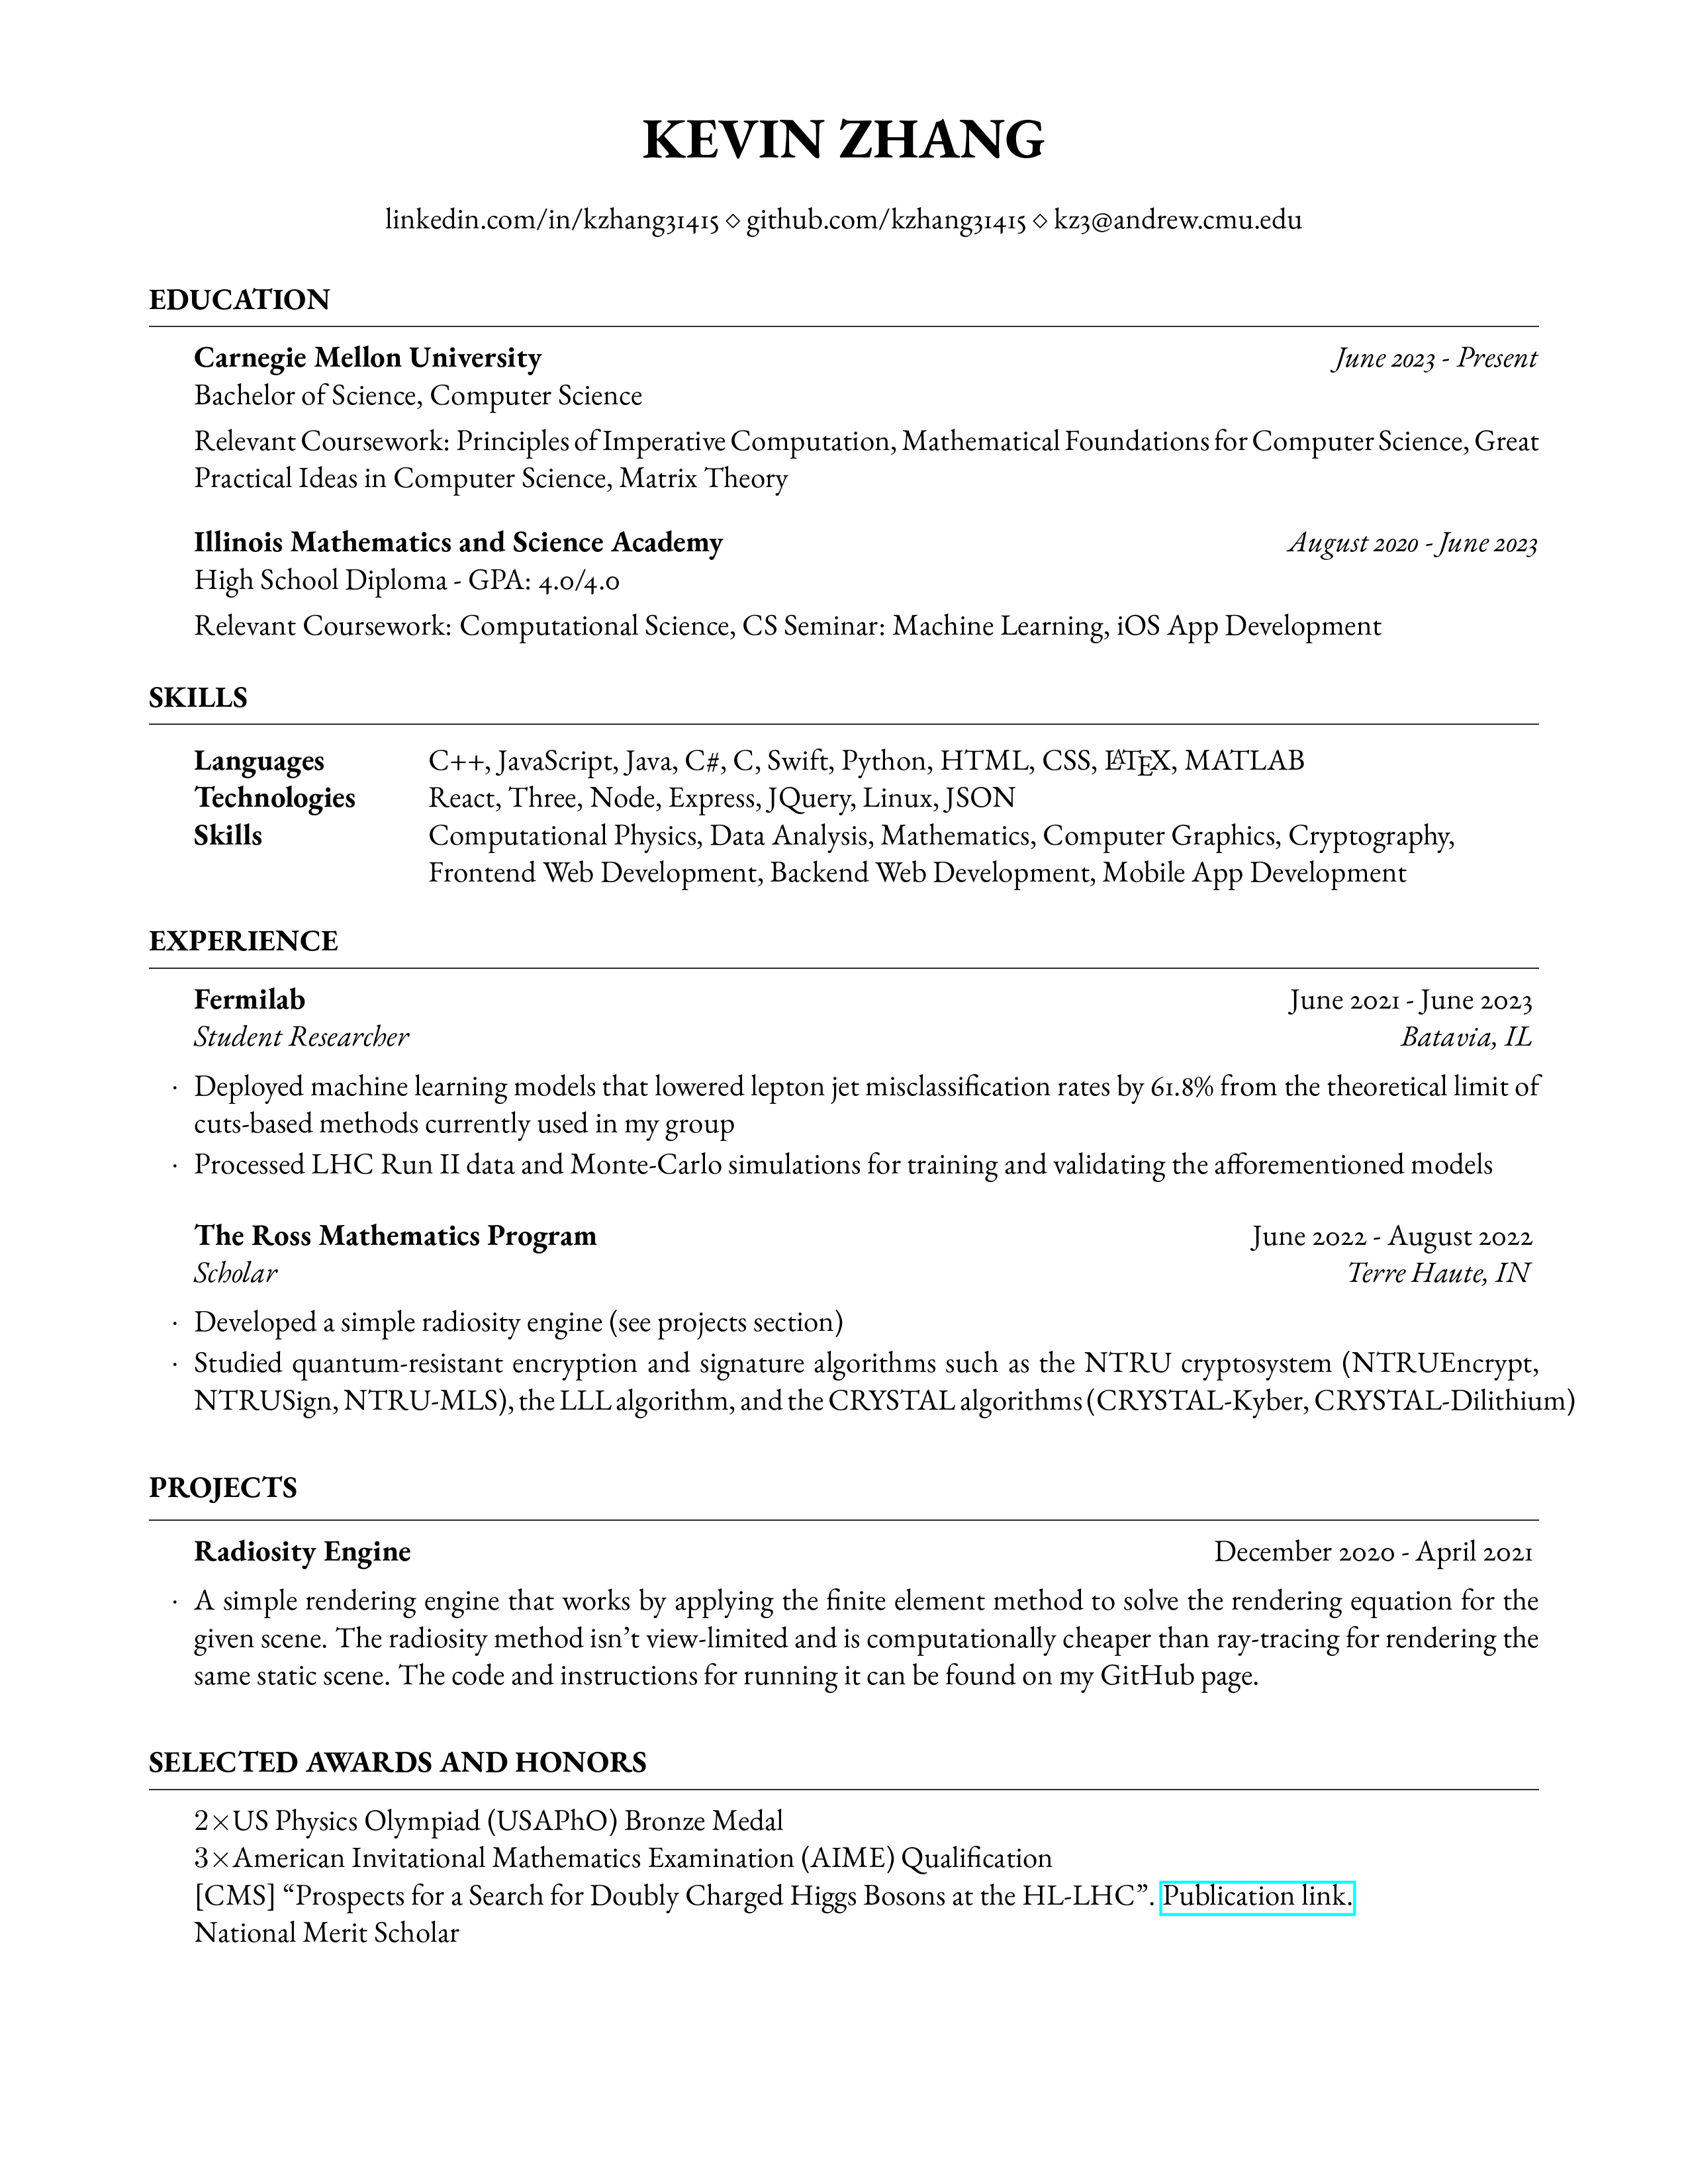 KEVIN ZHANG
linkedin.com/in/kzhang31415 ⋄ github.com/kzhang31415 ⋄ kz3@andrew.cmu.edu
EDUCATION
Carnegie Mellon University June 2023 - Present
Bachelor of Science, Computer Science
Relevant Coursework: Principles of Imperative Computation, Mathematical Foundations for Computer Science, Great
Practical Ideas in Computer Science, Matrix Theory
Illinois Mathematics and Science Academy August 2020 - June 2023
High School Diploma - GPA: 4.0/4.0
Relevant Coursework: Computational Science, CS Seminar: Machine Learning, iOS App Development
SKILLS
Languages C++, JavaScript, Java, C#, C, Swift, Python, HTML, CSS, LATEX, MATLAB
Technologies React, Three, Node, Express, JQuery, Linux, JSON
Skills Computational Physics, Data Analysis, Mathematics, Computer Graphics, Cryptography,
Frontend Web Development, Backend Web Development, Mobile App Development
EXPERIENCE
Fermilab June 2021 - June 2023
Student Researcher Batavia, IL
· Deployed machine learning models that lowered lepton jet misclassification rates by 61.8% from the theoretical limit of
cuts-based methods currently used in my group
· Processed LHC Run II data and Monte-Carlo simulations for training and validating the afforementioned models
The Ross Mathematics Program June 2022 - August 2022
Scholar Terre Haute, IN
· Developed a simple radiosity engine (see projects section)
· Studied quantum-resistant encryption and signature algorithms such as the NTRU cryptosystem (NTRUEncrypt,
NTRUSign, NTRU-MLS), the LLL algorithm, and the CRYSTAL algorithms (CRYSTAL-Kyber, CRYSTAL-Dilithium)
PROJECTS
Radiosity Engine December 2020 - April 2021
· A simple rendering engine that works by applying the finite element method to solve the rendering equation for the
given scene. The radiosity method isn't view-limited and is computationally cheaper than ray-tracing for rendering the
same static scene. The code and instructions for running it can be found on my GitHub page.
SELECTED AWARDS AND HONORS
2×US Physics Olympiad (USAPhO) Bronze Medal
3×American Invitational Mathematics Examination (AIME) Qualification
[CMS] “Prospects for a Search for Doubly Charged Higgs Bosons at the HL-LHC”. Publication link.
National Merit Scholar